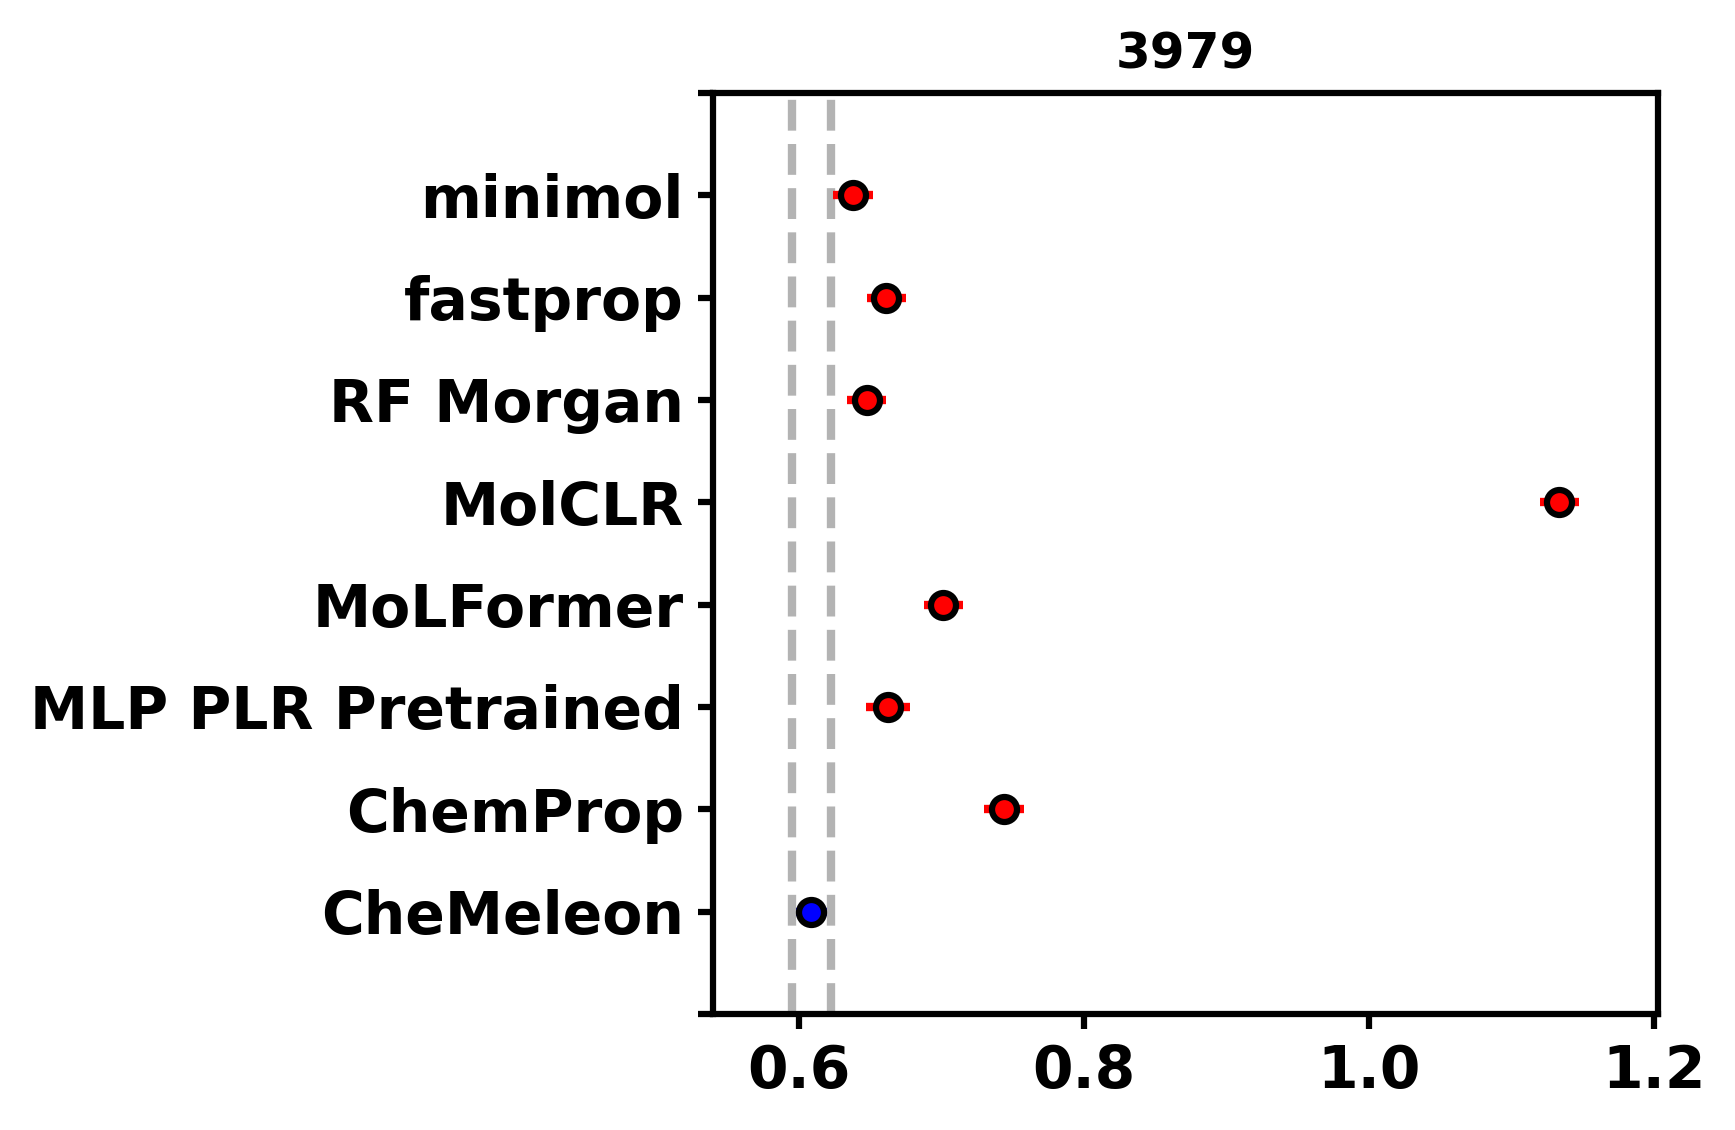 3979
minimol
fastprop
RF Morgan
MolCLR
MoLFormer
MLP PLR Pretrained
ChemProp
CheMeleon
0.6 0.8 1.0 1.2